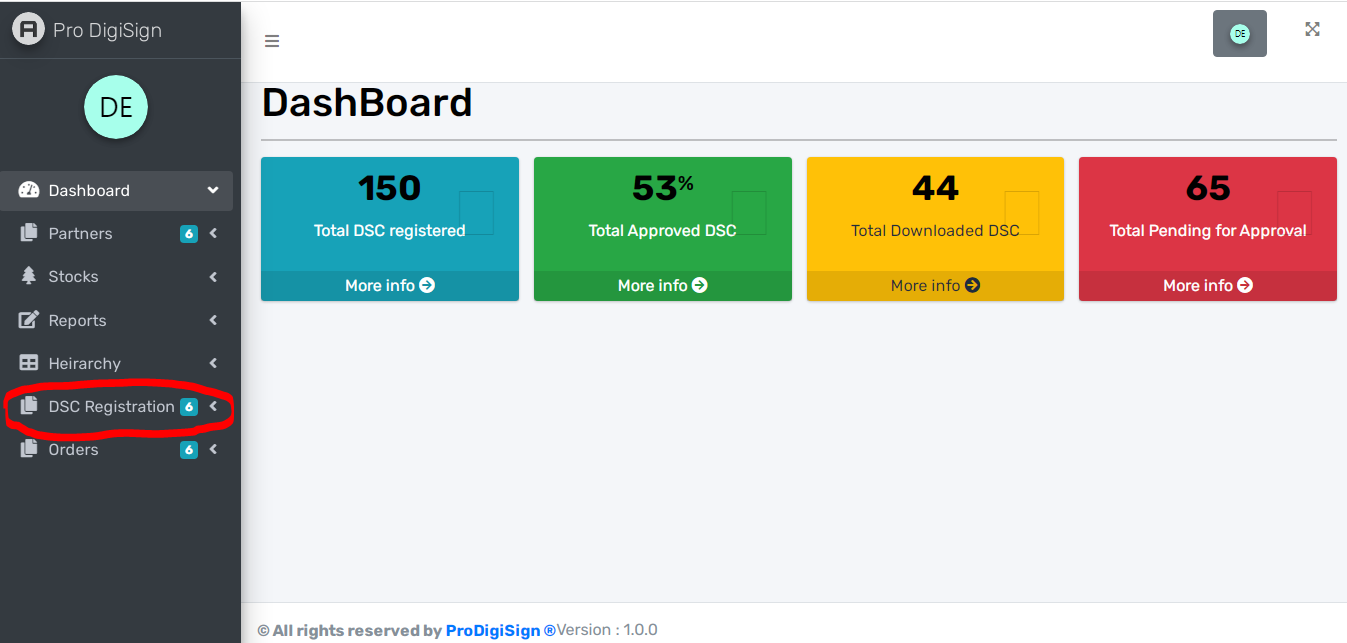 Pro DigiSign
DE
Dashboard
Partners 6
Stocks
Reports
Heirarchy
DSC Registration 6
Orders 6
DE
DashBoard
150
Total DSC registered
More info
53%
Total Approved DSC
More info
44
Total Downloaded DSC
More info
65
Total Pending for Approval
More info
© All rights reserved by ProDigiSign ®Version : 1.0.0